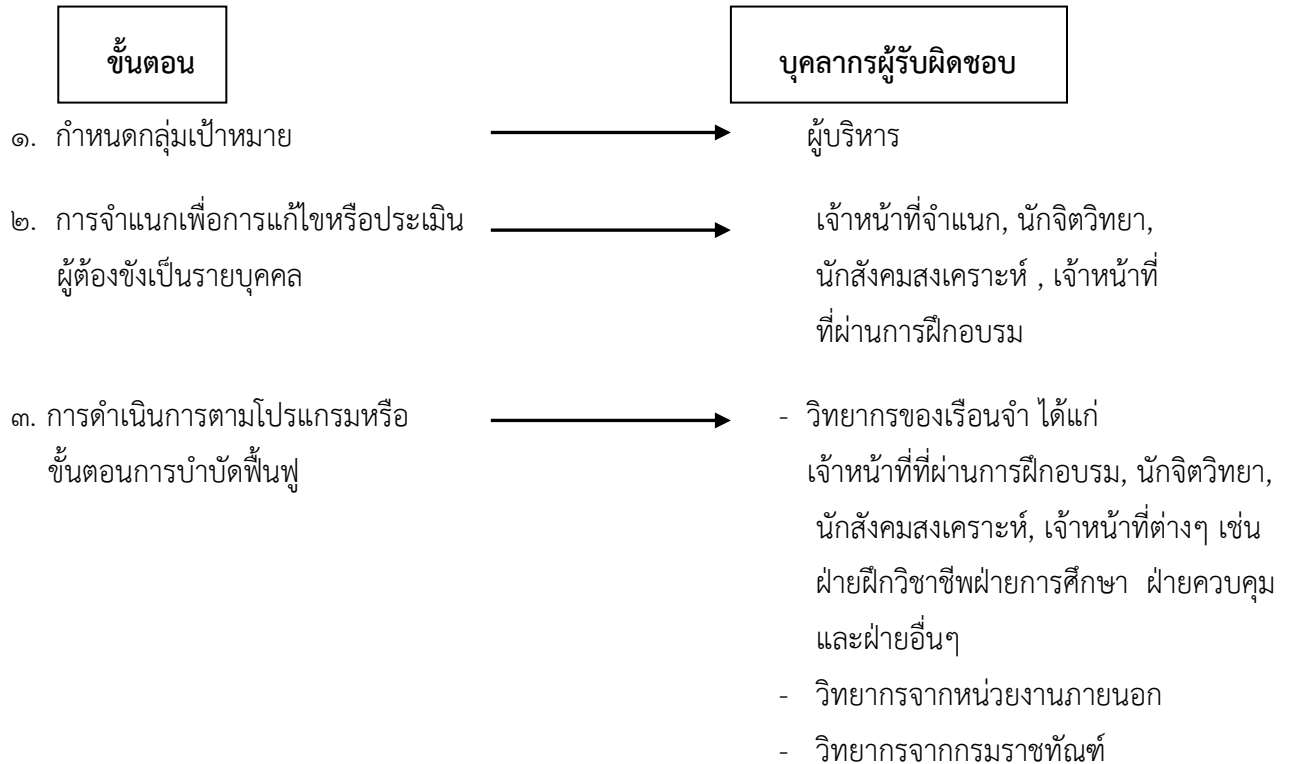 ขั้นตอน
บุคลากรผู้รับผิดชอบ
๑. กำหนดกลุ่มเป้าหมาย
ผู้บริหาร
๒. การจำแนกเพื่อการแก้ไขหรือประเมิน
ผู้ต้องขังเป็นรายบุคคล
เจ้าหน้าที่จำแนก, นักจิตวิทยา,
นักสังคมสงเคราะห์ , เจ้าหน้าที่
ที่ผ่านการฝึกอบรม
๓. การดำเนินการตามโปรแกรมหรือ
ขั้นตอนการบำบัดฟื้นฟู
- วิทยากรของเรือนจำ ได้แก่
เจ้าหน้าที่ที่ผ่านการฝึกอบรม, นักจิตวิทยา,
นักสังคมสงเคราะห์, เจ้าหน้าที่ต่างๆ เช่น
ฝ่ายฝึกวิชาชีพฝ่ายการศึกษา ฝ่ายควบคุม
และฝ่ายอื่นๆ
- วิทยากรจากหน่วยงานภายนอก
- วิทยากรจากกรมราชทัณฑ์